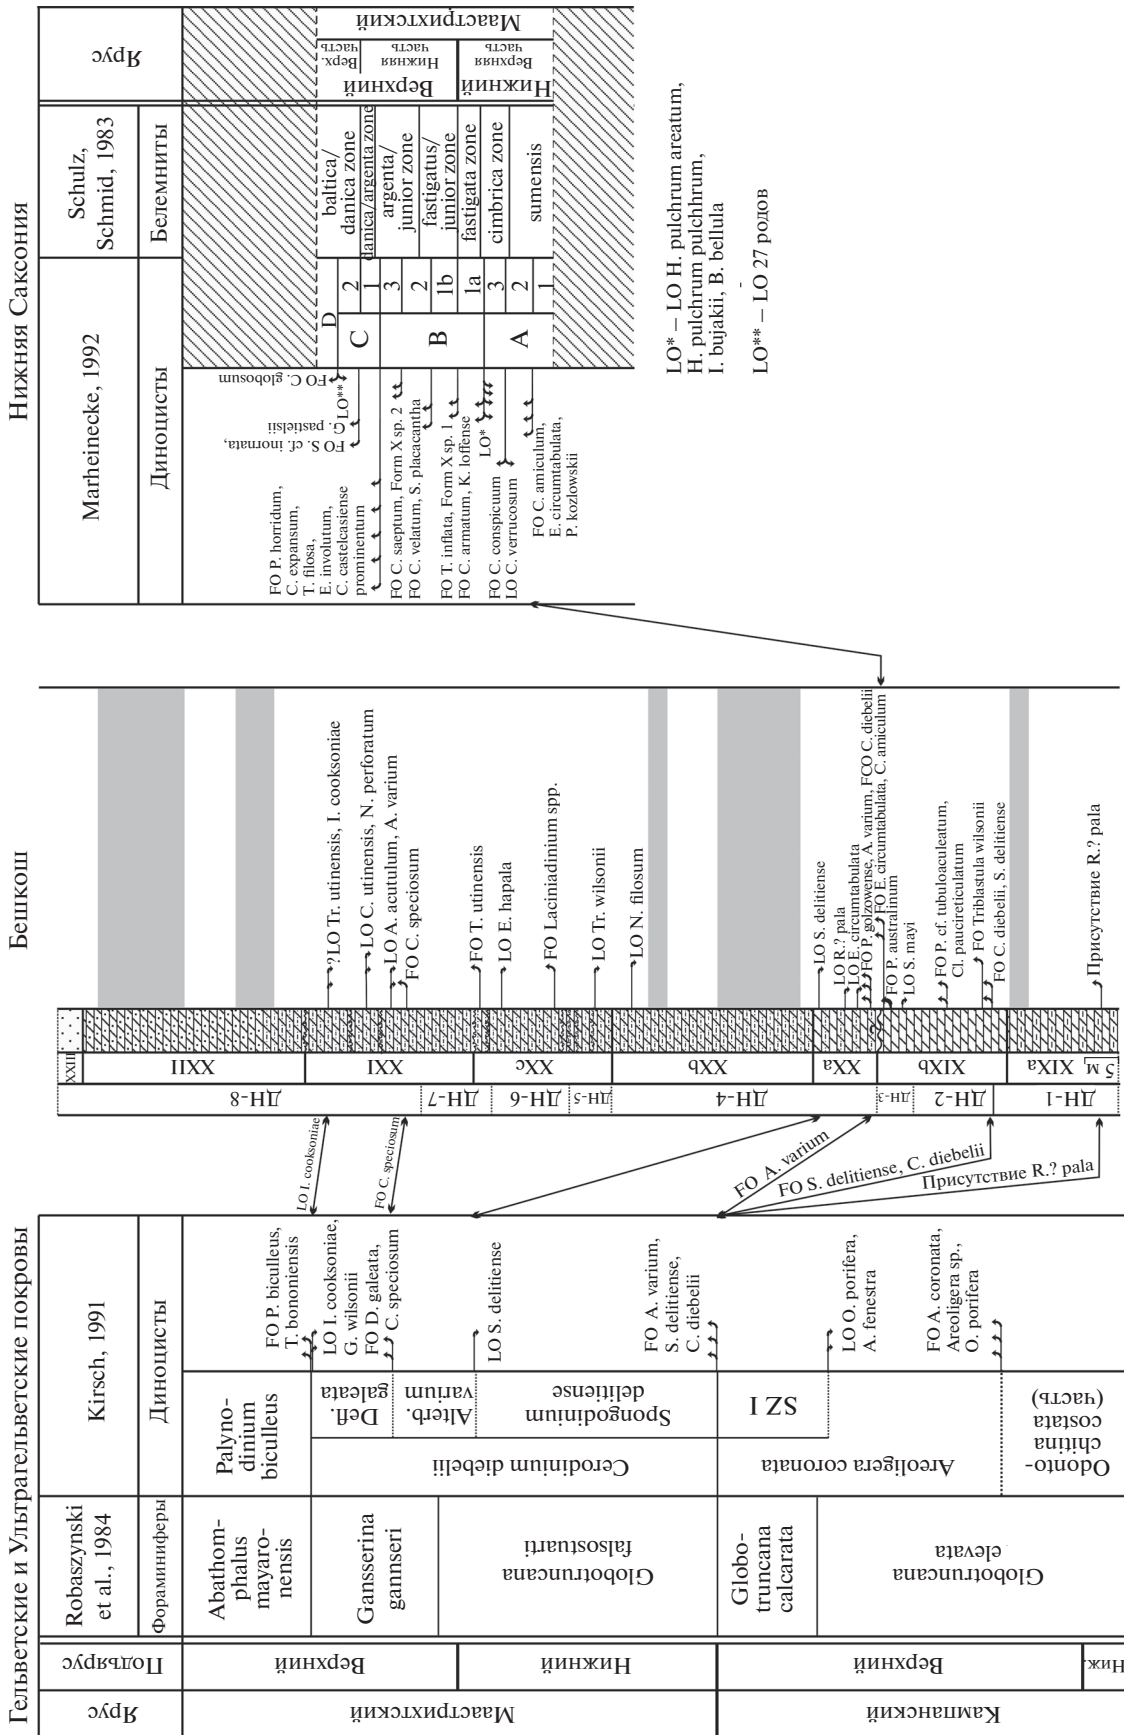 Гельветские и Ультрагельветские покровы
Ярус
Подъярус
Robaszynski
et al., 1984
Фораминиферы
Kirsch, 1991
Диноцисты
Маастрихтский
Кампанский
Верхний
Нижний
Верхний
Ниж.
Abathom-
phalus
mayaro-
nensis
Gansserina
gannseri
Globotruncana
falsostuarti
Globo-
truncana
calcarata
Globotruncana
elevata
Palyno-
dinium
biculleus
Cerodinium diebelii
Defl.
galeata
Alterb.
varium
Spongodinium
delitiense
Areoligera coronata
SZ I
Odonto-
chitina
costata
(часть)
FO P. biculleus,
T. bononiensis
LO I. cooksoniae,
G. wilsonii
FO D. galeata,
C. speciosum
LO S. delitiense
FO A. varium,
S. delitiense,
C. diebelii
LO O. porifera,
A. fenestra
FO A. coronata,
Areoligera sp.,
O. porifera
LO I. cooksoniae
FO C. speciosum
FO A. varium
FO S. delitiense, C. diebelii
Присутствие R.? pala
Бешкош
ДН-8
ДН-7
ДН-6
ДН-5
ДН-4
ДН-3
ДН-2
ДН-1
XXIII
XXII
XXI
XXc
XXb
XXa
XIXb
XIXa
5 м
?LO Tr. utinensis, I. cooksoniae
LO C. utinensis, N. perforatum
LO A. acutulum, A. varium
FO C. speciosum
FO T. utinensis
LO E. hapala
FO Laciniadinium spp.
LO Tr. wilsonii
LO N. filosum
LO S. delitiense
LO R.? pala
LO E. circumtabulata
FO P. golzowense, A. varium, FCO C. diebelii
FO E. circumtabulata, C. amiculum
FO P. australinum
LO S. mayi
FO P. cf. tubuloaculeatum,
Cl. paucireticulatum
FO Triblastula wilsonii
FO C. diebelii, S. delitiense
Присутствие R.? pala
Нижняя Саксония
Marheinecke, 1992
Диноцисты
Schulz,
Schmid, 1983
Белемниты
Ярус
FO P. horridum,
C. expansum,
T. filosa,
E. involutum,
C. castelcasiense
prominentum
FO S. cf. inornata,
G. pastielsii
LO**
FO C. globosum
FO C. saeptum, Form X sp. 2
FO C. velatum, S. placacantha
FO T. inflata, Form X sp. 1
FO C. armatum, K. loffense
LO*
FO C. conspicuum
LO C. verrucosum
FO C. amiculum,
E. circumtabulata,
P. kozlowskii
D
C
B
A
2
1
3
2
1b
1a
3
2
1
baltica/
danica zone
danica/argenta zone
argenta/
junior zone
fastigatus/
junior zone
fastigata zone
cimbrica zone
sumensis
Верхний
Нижний
Верх.
часть
Нижняя
часть
Верхняя
часть
Маастрихтский
LO* – LO H. pulchrum areatum,
H. pulchrum pulchhrum,
I. bujakii, B. bellula
LO** – LO 27 родов